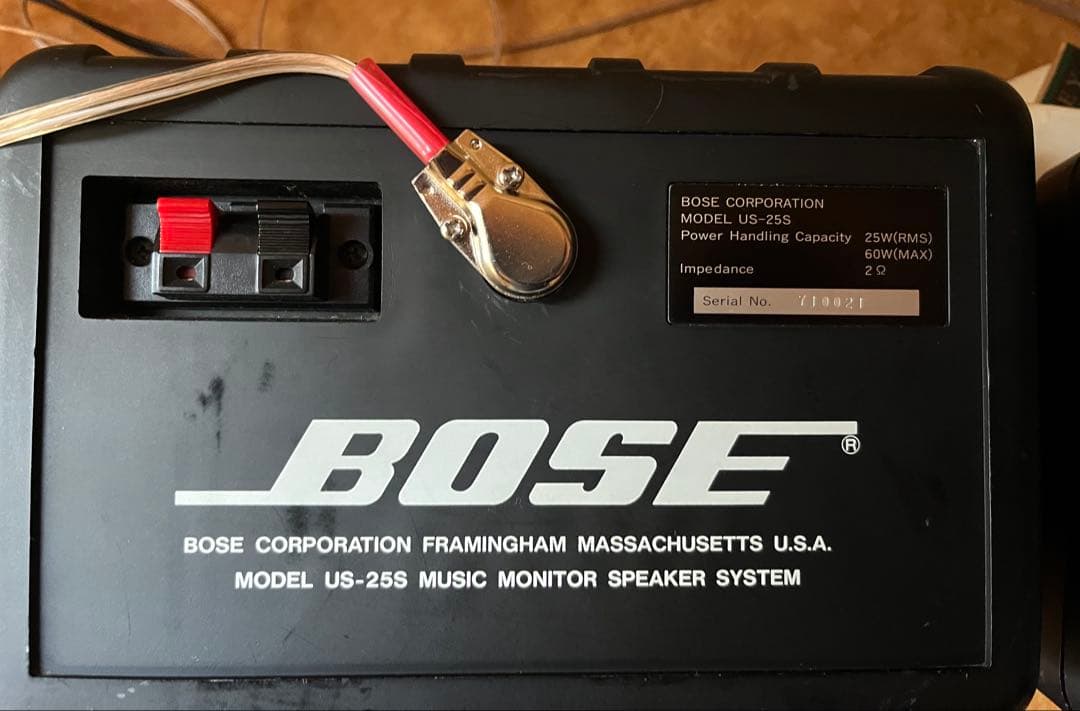 BOSE CORPORATION
MODEL US-25S
Power Handling Capacity 25W(RMS)
60W(MAX)
Impedance 2Ω
Serial No. 710021
BOSE®
BOSE CORPORATION FRAMINGHAM MASSACHUSETTS U.S.A.
MODEL US-25S MUSIC MONITOR SPEAKER SYSTEM